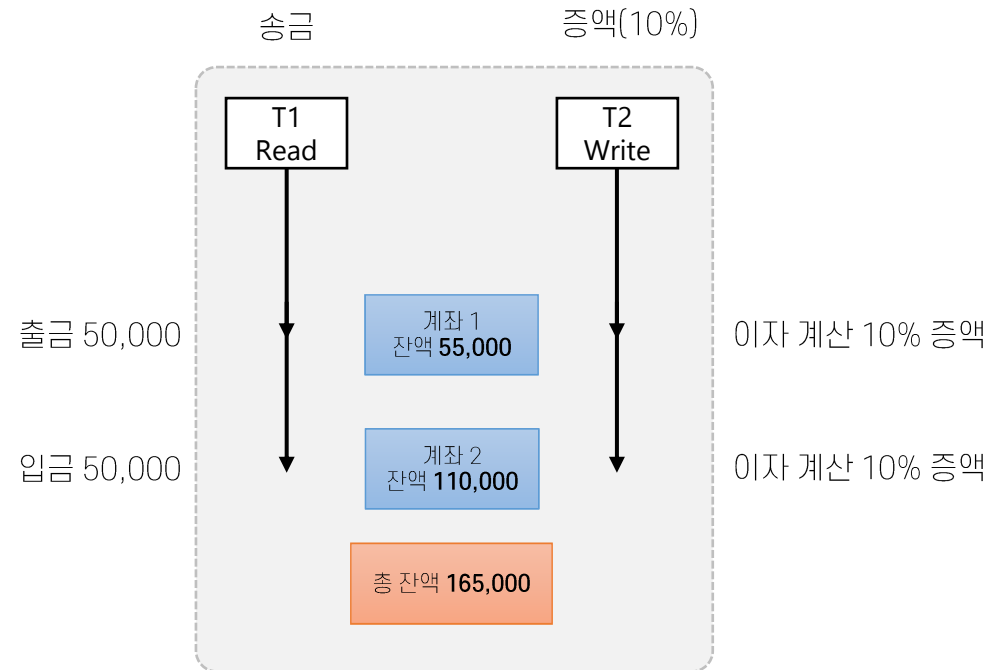 송금
증액(10%)
T1
Read
T2
Write
출금 50,000
계좌 1
잔액 55,000
이자 계산 10% 증액
입금 50,000
계좌 2
잔액 110,000
이자 계산 10% 증액
총 잔액 165,000